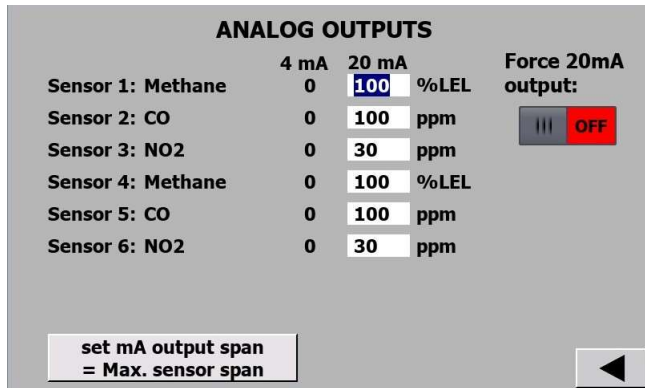 ANALOG OUTPUTS
4 mA 20 mA
Force 20mA
output:
Sensor 1: Methane 0 100 %LEL
Sensor 2: CO 0 100 ppm
OFF
Sensor 3: NO2 0 30 ppm
Sensor 4: Methane 0 100 %LEL
Sensor 5: CO 0 100 ppm
Sensor 6: NO2 0 30 ppm
set mA output span
= Max. sensor span